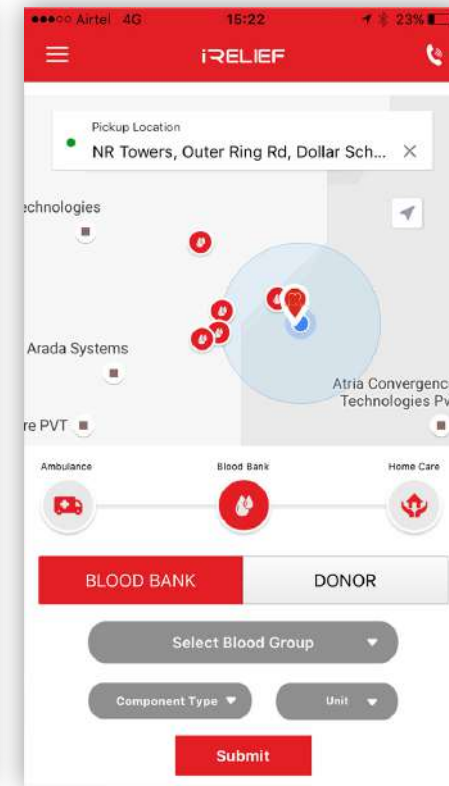 Airtel 4G 15:22 23%
iRELIEF
Pickup Location
NR Towers, Outer Ring Rd, Dollar Sch...
echnologies
Arada Systems
Atria Convergenc
Technologies Pv
re PVT
Ambulance Blood Bank Home Care
BLOOD BANK DONOR
Select Blood Group
Component Type Unit
Submit